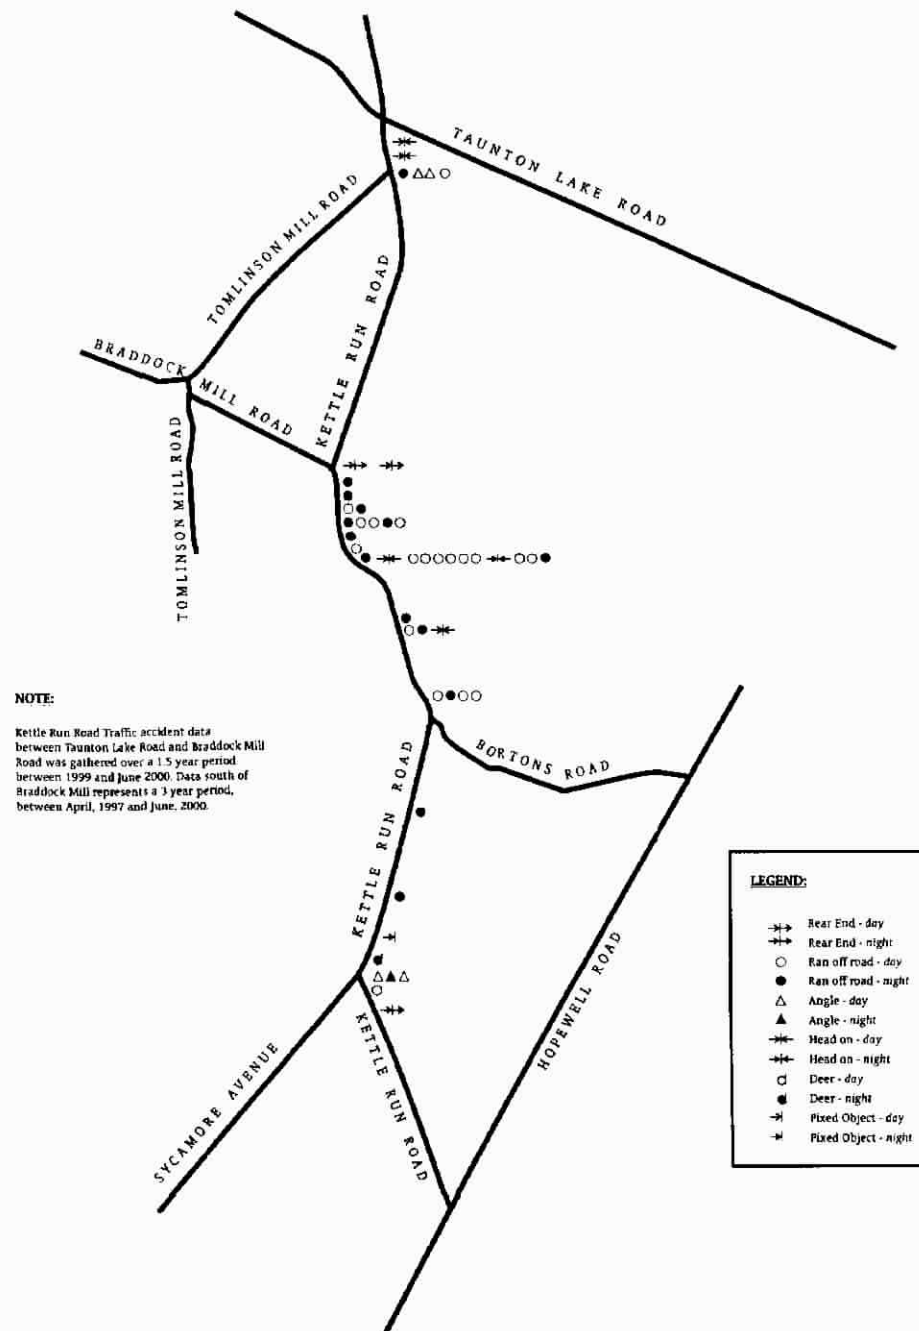 TAUNTON LAKE ROAD
TOMLINSON MILL ROAD
KETTLE RUN ROAD
BRADDOCK MILL ROAD
TOMLINSON MILL ROAD
NOTE:
Kettle Run Road Traffic accident data
between Taunton Lake Road and Braddock Mill
Road was gathered over a 1.5 year period
between 1999 and June 2000. Data south of
Braddock Mill represents a 3 year period,
between April, 1997 and June, 2000.
BORTONS ROAD
KETTLE RUN ROAD
HOPEWELL ROAD
SYCAMORE AVENUE
KETTLE RUN ROAD
LEGEND:
Rear End - day
Rear End - night
Ran off road - day
Ran off road - night
Angle - day
Angle - night
Head on - day
Head on - night
Deer - day
Deer - night
Fixed Object - day
Fixed Object - night